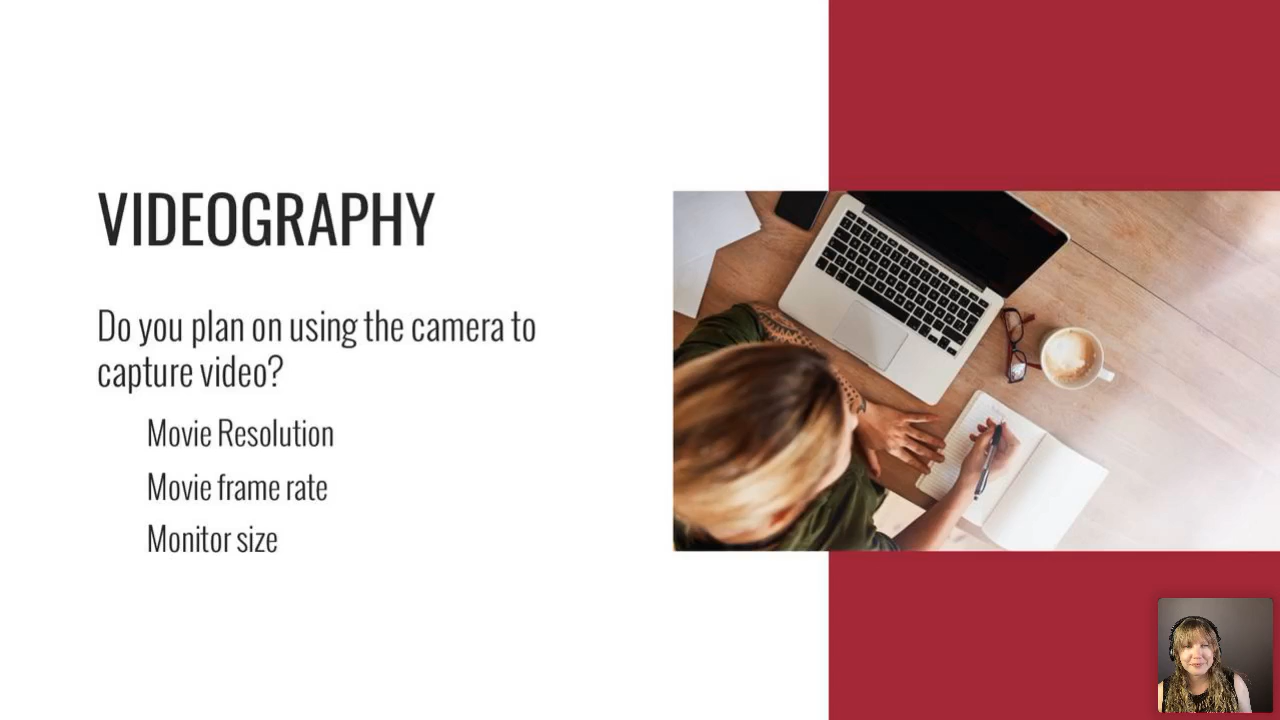 VIDEOGRAPHY
Do you plan on using the camera to
capture video?
Movie Resolution
Movie frame rate
Monitor size